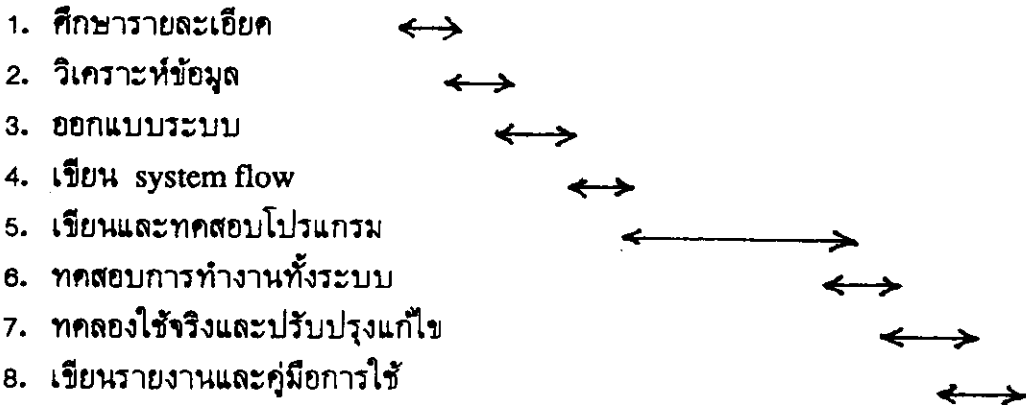 1. ศึกษารายละเอียด
2. วิเคราะห์ข้อมูล
3. ออกแบบระบบ
4. เขียน system flow
5. เขียนและทดสอบโปรแกรม
6. ทดสอบการทำงานทั้งระบบ
7. ทดลองใช้จริงและปรับปรุงแก้ไข
8. เขียนรายงานและคู่มือการใช้